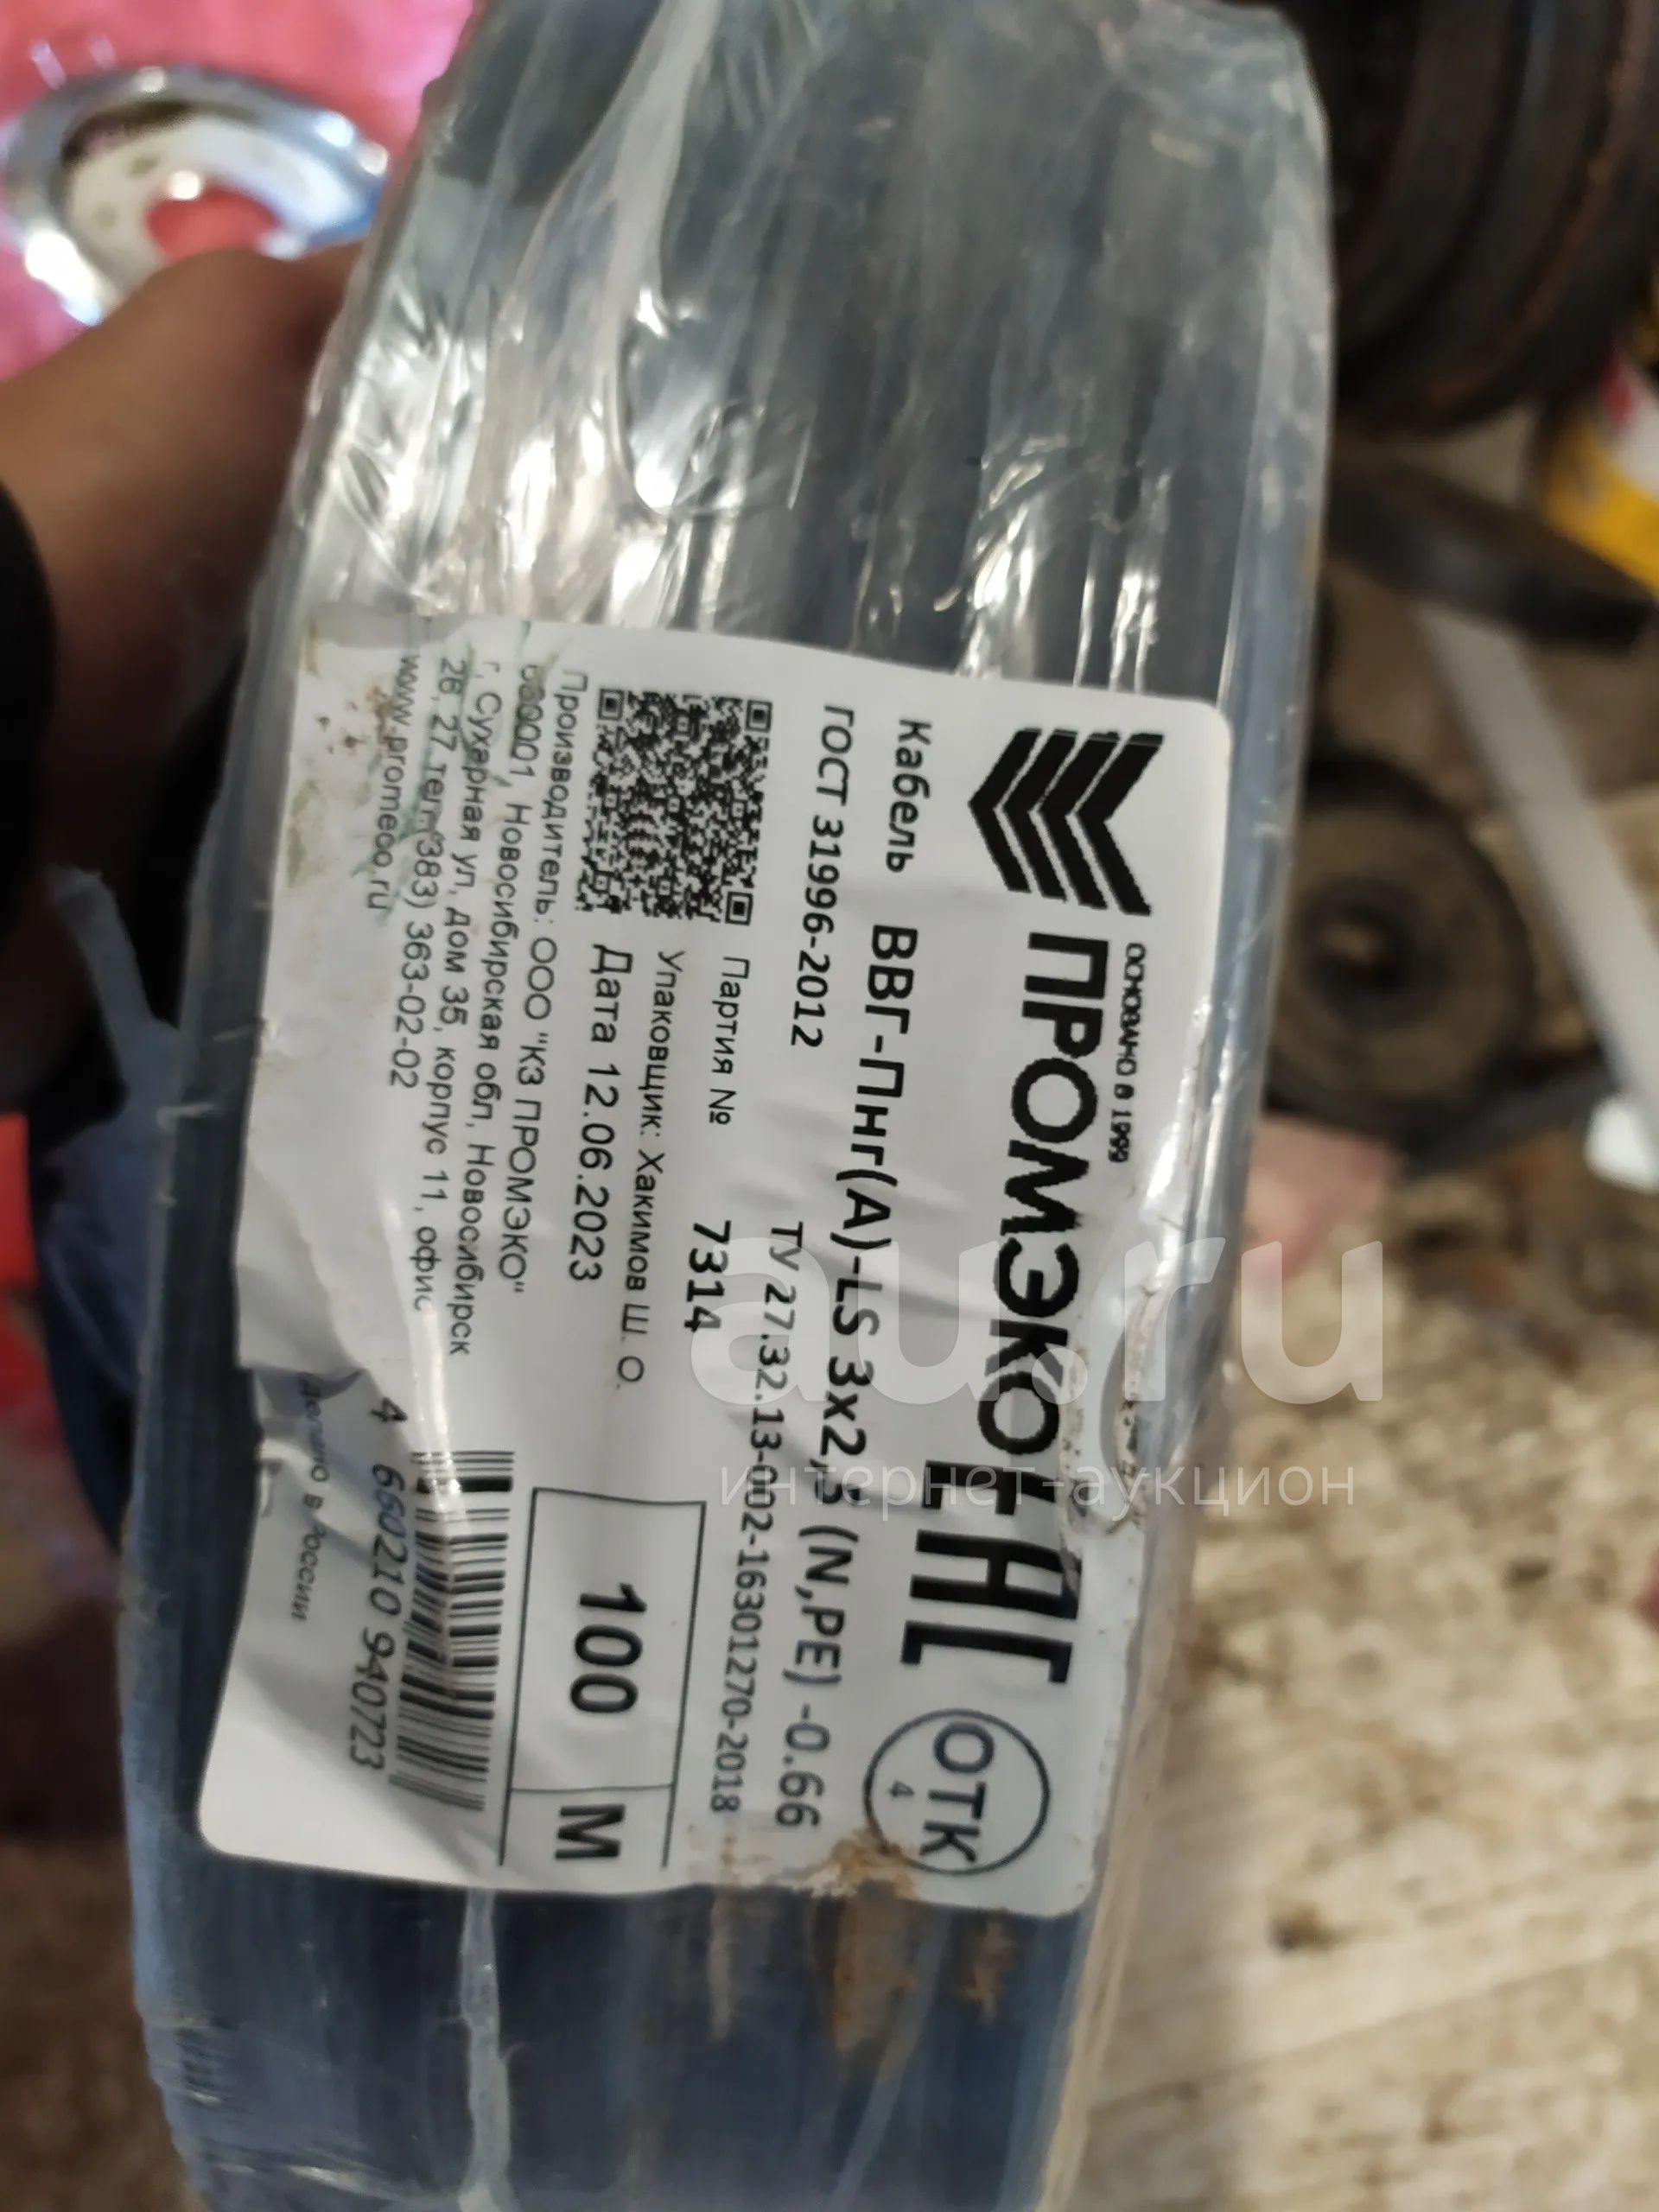 ОСНОВАНО В 1999
ПРОМЭКО
ЕАС
ОТК
4
Кабель ВВГ-Пнг(А)-LS 3х2,5 (N,PE) -0.66
ГОСТ 31996-2012 ТУ 27.32.13-002-16301270-2018
Партия № 7314
Упаковщик: Хакимов Ш. О.
Дата 12.06.2023
100 М
Производитель: ООО "КЗ ПРОМЭКО"
630001, Новосибирская обл, Новосибирск
г, Сухарная ул, дом 35, корпус 11, офис
26, 27 тел (383) 363-02-02
www.promeco.ru
4 660210 940723
в России
au.ru
интернет-аукцион